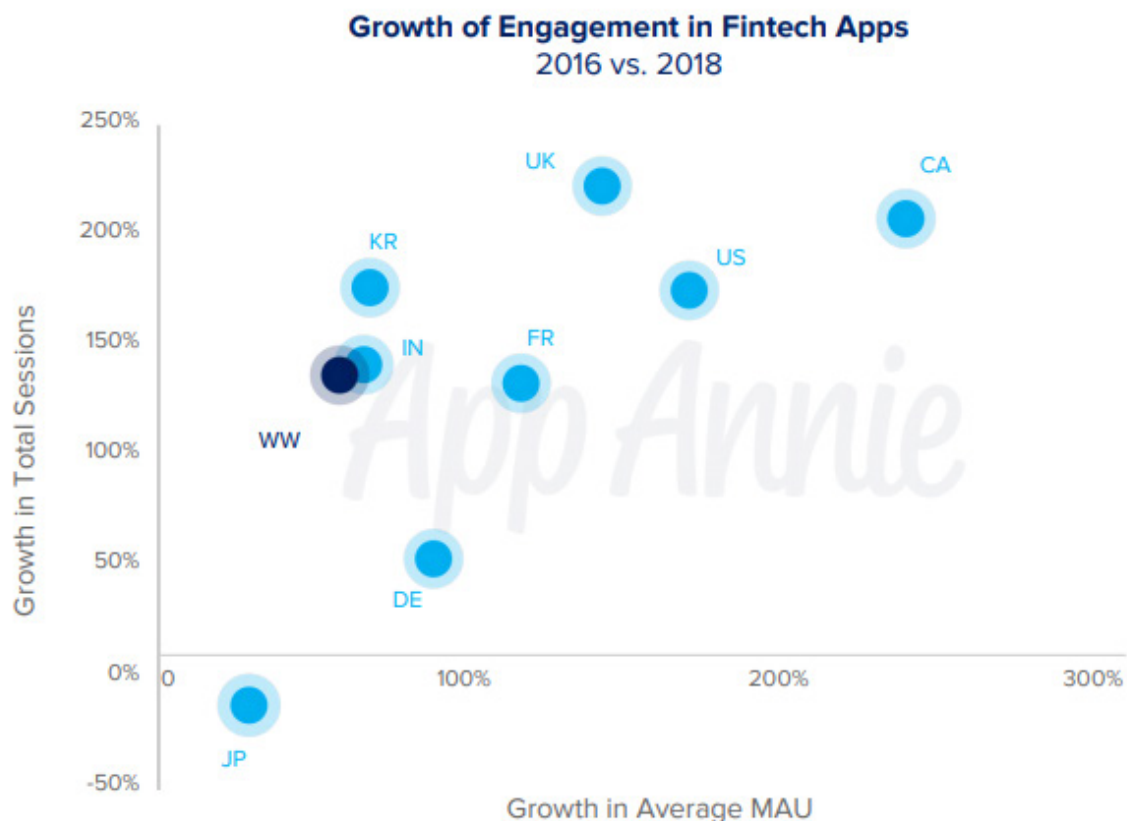 Growth of Engagement in Fintech Apps
2016 vs. 2018
250%
200%
150%
100%
50%
0%
-50%
Growth in Total Sessions
UK
CA
KR
US
IN
FR
WW
App Annie
DE
JP
0
100%
200%
300%
Growth in Average MAU